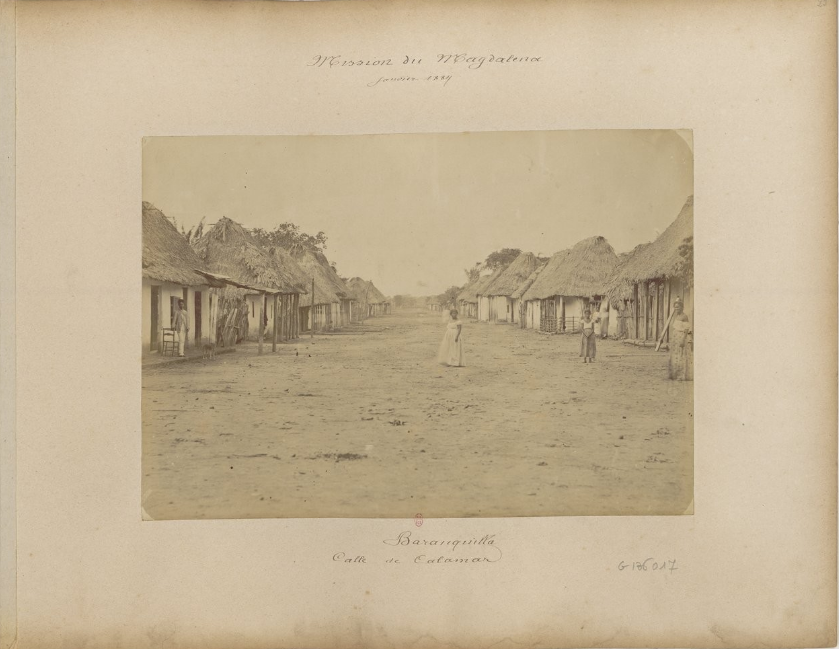 Mission du Magdalena
Janvier 1889
Baranquilla
Calle de Calamar
G 136 017